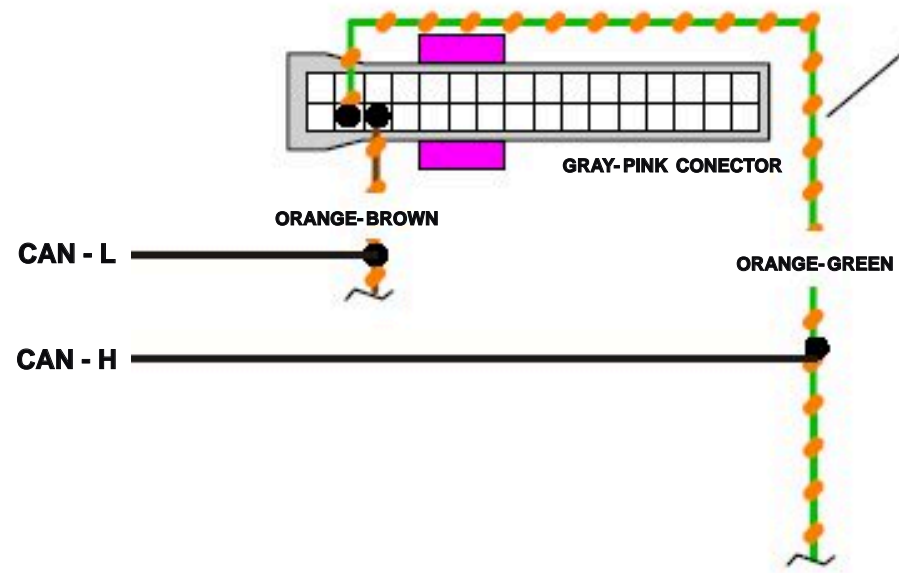 GRAY-PINK CONECTOR
ORANGE-BROWN
CAN - L
ORANGE-GREEN
CAN - H